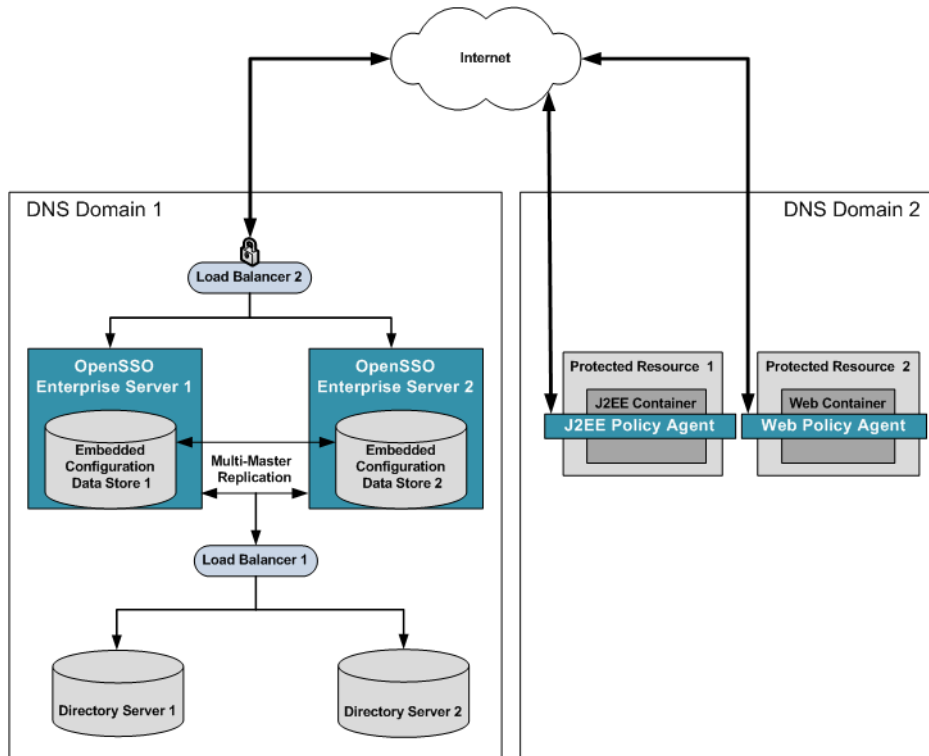 Internet
DNS Domain 1
DNS Domain 2
Load Balancer 2
OpenSSO
Enterprise Server 1
OpenSSO
Enterprise Server 2
Embedded
Configuration
Data Store 1
Multi-Master
Replication
Embedded
Configuration
Data Store 2
Load Balancer 1
Directory Server 1
Directory Server 2
Protected Resource 1
J2EE Container
J2EE Policy Agent
Protected Resource 2
Web Container
Web Policy Agent